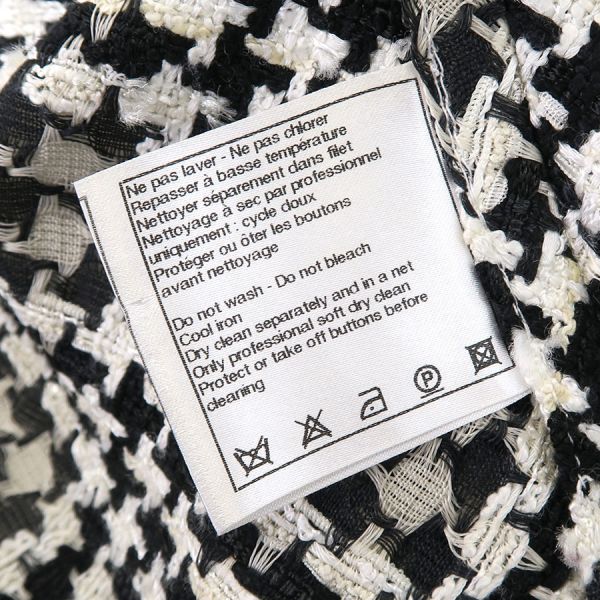 Ne pas laver - Ne pas chlorer
Repasser à basse température
Nettoyer séparement dans filet
Nettoyage à sec par professionnel
uniquement : cycle doux
Protéger ou ôter les boutons
avant nettoyage
Do not wash - Do not bleach
Cool iron
Dry clean separately and in a net
Only professional soft dry clean
Protect or take off buttons before
cleaning
P